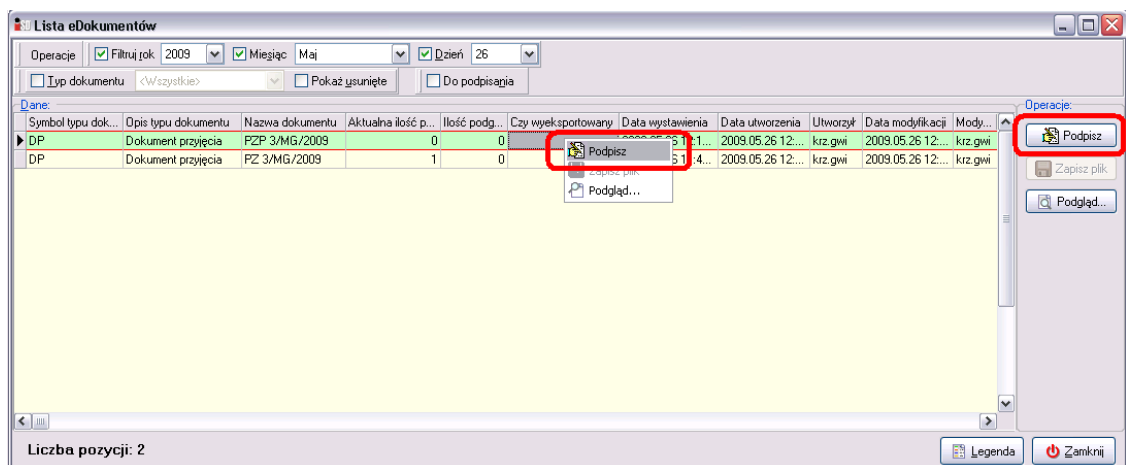 Lista eDokumentów
Operacje Filtruj rok 2009 Miesiąc Maj Dzień 26
Typ dokumentu <Wszystkie> Pokaż usunięte Do podpisania
Dane: Operacje:
Symbol typu dok... Opis typu dokumentu Nazwa dokumentu Aktualna ilość p... Ilość podg... Czy wyeksportowany Data wystawienia Data utworzenia Utworzył Data modyfikacji Mody...
DP Dokument przyjęcia PZP 3/MG/2009 0 0 2009.05.26 12:... krz.gwi 2009.05.26 12:... krz.gwi
DP Dokument przyjęcia PZ 3/MG/2009 1 0 2009.05.26 12:... krz.gwi 2009.05.26 12:... krz.gwi
Podpisz
Zapisz plik
Podgląd...
Podpisz
Zapisz plik
Podgląd...
Liczba pozycji: 2 Legenda Zamknij